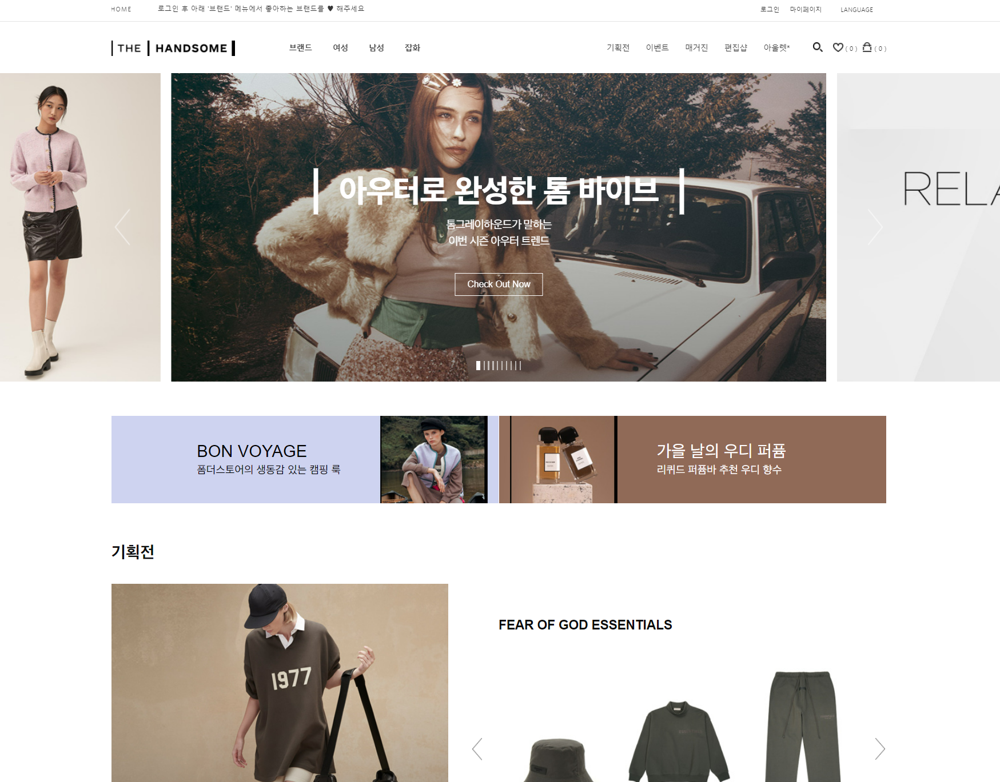 HOME
로그인 후 아래 '브랜드' 메뉴에서 좋아하는 브랜드를 ♥ 해주세요
로그인
마이페이지
LANGUAGE
THE HANDSOME
브랜드
여성
남성
잡화
기획전
이벤트
매거진
편집샵
아울렛*
( 0 )
( 0 )
아우터로 완성한 톰 바이브
톰그레이하운드가 말하는
이번 시즌 아우터 트렌드
Check Out Now
RELA
BON VOYAGE
폼더스토어의 생동감 있는 캠핑 룩
가을 날의 우디 퍼퓸
리퀴드 퍼퓸바 추천 우디 향수
기획전
1977
FEAR OF GOD ESSENTIALS